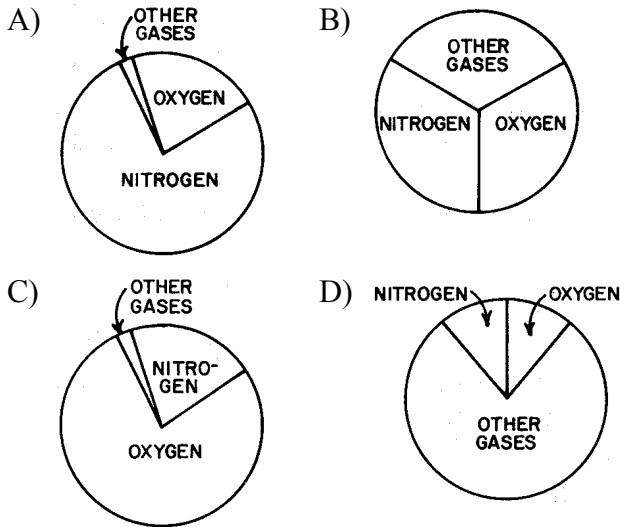 A)
OTHER
GASES
OXYGEN
NITROGEN
B)
OTHER
GASES
NITROGEN
OXYGEN
C)
OTHER
GASES
NITRO-
GEN
OXYGEN
D)
NITROGEN
OXYGEN
OTHER
GASES